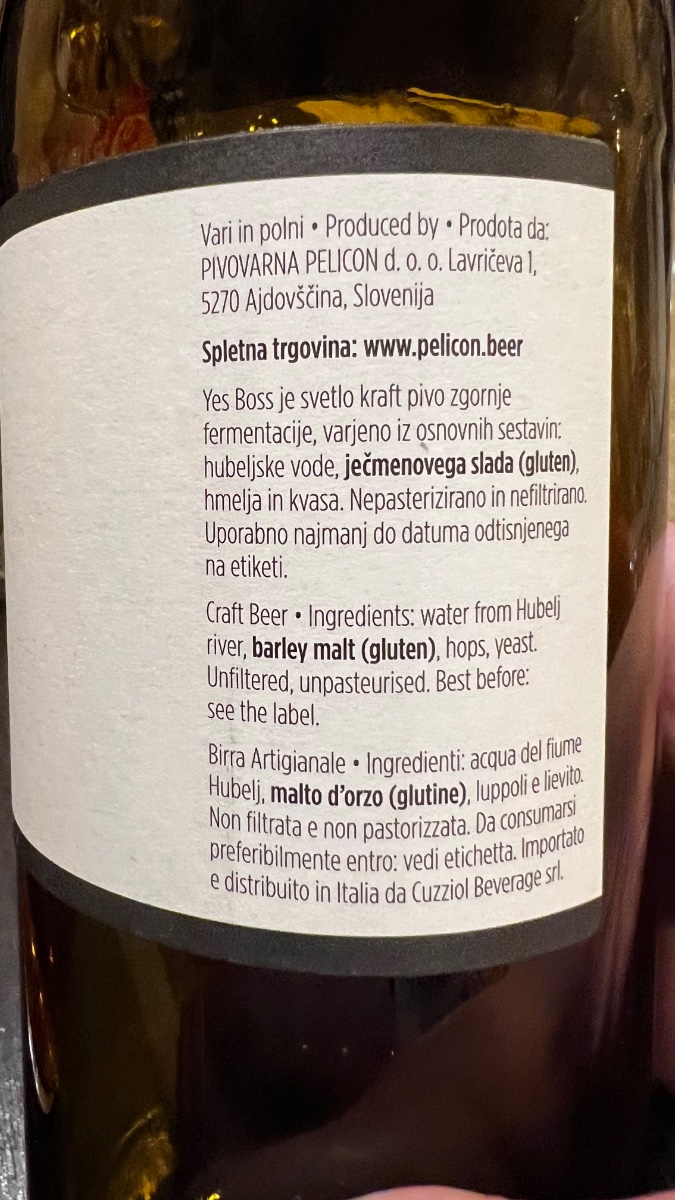 Vari in polni • Produced by • Prodota da:
PIVOVARNA PELICON d. o. o. Lavričeva 1,
5270 Ajdovščina, Slovenija
Spletna trgovina: www.pelicon.beer
Yes Boss je svetlo kraft pivo zgornje
fermentacije, varjeno iz osnovnih sestavin:
hubeljske vode, ječmenovega slada (gluten),
hmelja in kvasa. Nepasterizirano in nefiltrirano.
Uporabno najmanj do datuma odtisnjenega
na etiketi.
Craft Beer • Ingredients: water from Hubelj
river, barley malt (gluten), hops, yeast.
Unfiltered, unpasteurised. Best before:
see the label.
Birra Artigianale • Ingredienti: acqua del fiume
Hubelj, malto d’orzo (glutine), luppoli e lievito.
Non filtrata e non pastorizzata. Da consumarsi
preferibilmente entro: vedi etichetta. Importato
e distribuito in Italia da Cuzziol Beverage srl.